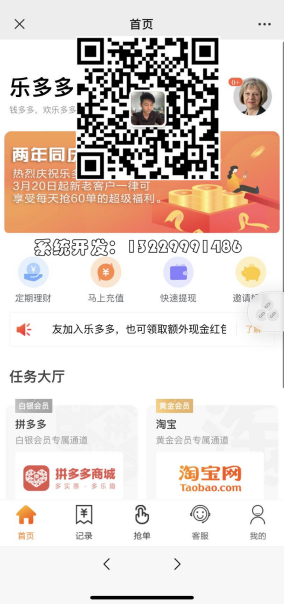 首页
乐多多
钱多多，欢乐多多
0+
两年同庆
热烈庆祝乐多
3月20日起新老客户一律可
享受每天抢60单的超级福利。
系统开发：13229991486
定期理财
马上充值
快速提现
邀请
友加入乐多多，也可领取额外现金红包
了解
任务大厅
白银会员
拼多多
白银会员专属通道
拼多多商城
多实惠·多乐趣
黄金会员
淘宝
黄金会员专属通道
淘宝网
Taobao.com
首页
记录
抢单
客服
我的